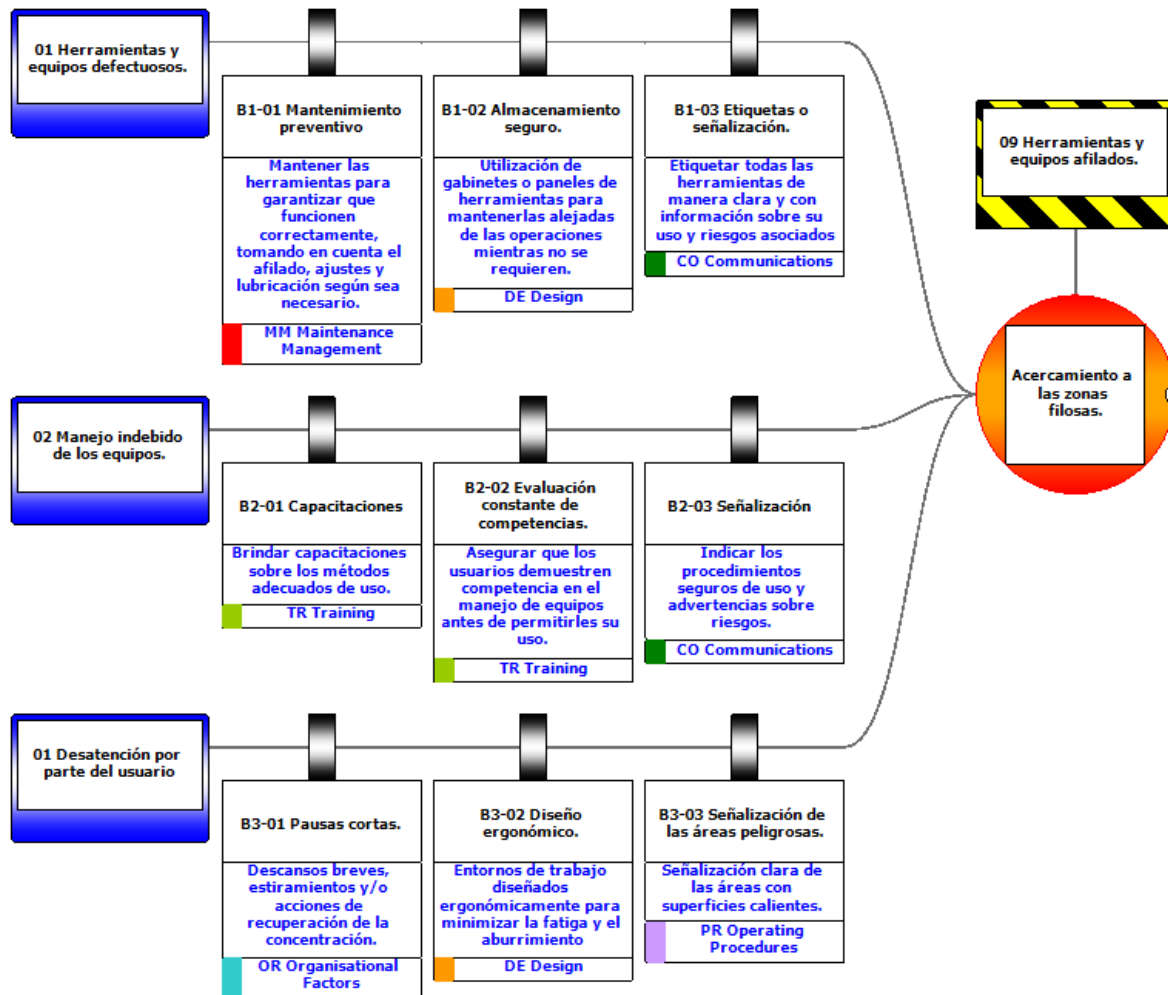 01 Herramientas y
equipos defectuosos.
B1-01 Mantenimiento
preventivo
Mantener las
herramientas para
garantizar que
funcionen
correctamente,
tomando en cuenta el
afilado, ajustes y
lubricación según sea
necesario.
MM Maintenance
Management
B1-02 Almacenamiento
seguro.
Utilización de
gabinetes o paneles de
herramientas para
mantenerlas alejadas
de las operaciones
mientras no se
requieren.
DE Design
B1-03 Etiquetas o
señalización.
Etiquetar todas las
herramientas de
manera clara y con
información sobre su
uso y riesgos asociados
CO Communications
09 Herramientas y
equipos afilados.
Acercamiento a
las zonas
filosas.
02 Manejo indebido
de los equipos.
B2-01 Capacitaciones
Brindar capacitaciones
sobre los métodos
adecuados de uso.
TR Training
B2-02 Evaluación
constante de
competencias.
Asegurar que los
usuarios demuestren
competencia en el
manejo de equipos
antes de permitirles su
uso.
TR Training
B2-03 Señalización
Indicar los
procedimientos
seguros de uso y
advertencias sobre
riesgos.
CO Communications
01 Desatención por
parte del usuario
B3-01 Pausas cortas.
Descansos breves,
estiramientos y/o
acciones de
recuperación de la
concentración.
OR Organisational
Factors
B3-02 Diseño
ergonómico.
Entornos de trabajo
diseñados
ergonómicamente para
minimizar la fatiga y el
aburrimiento
DE Design
B3-03 Señalización de
las áreas peligrosas.
Señalización clara de
las áreas con
superficies calientes.
PR Operating
Procedures